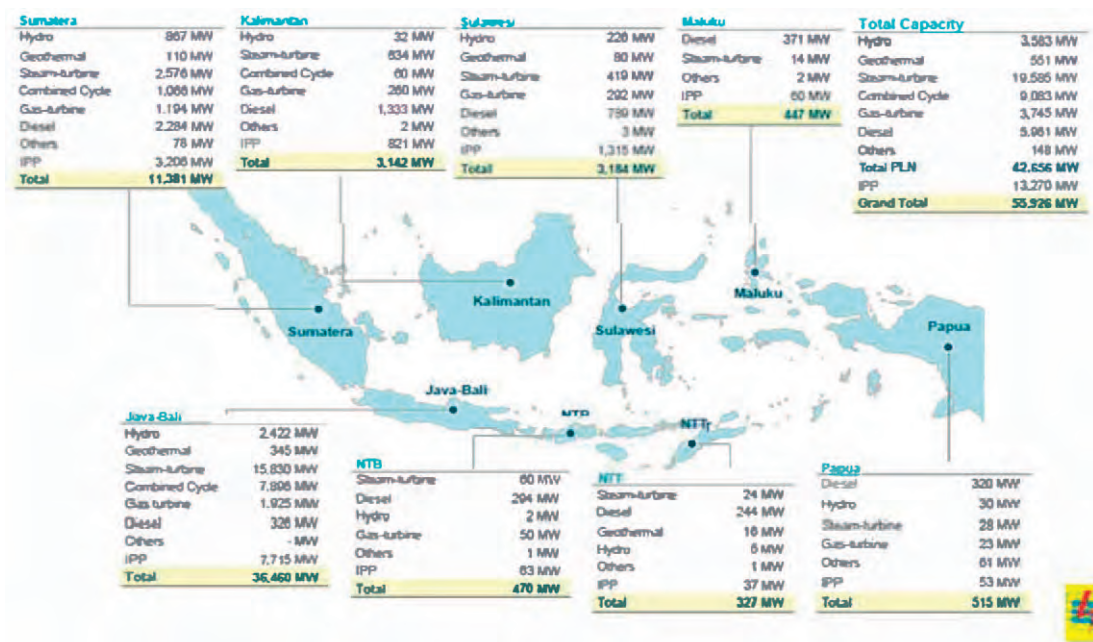 Sumatera
Hydro 867 MW
Geothermal 110 MW
Steam-turbine 2,576 MW
Combined Cycle 1,066 MW
Gas-turbine 1.194 MW
Diesel 2,284 MW
Others 78 MW
IPP 3,206 MW
Total 11,381 MW
Kalimantan
Hydro 32 MW
Steam-turbine 634 MW
Combined Cycle 60 MW
Gas-turbine 260 MW
Diesel 1,333 MW
Others 2 MW
IPP 821 MW
Total 3,142 MW
Sulawesi
Hydro 226 MW
Geothermal 80 MW
Steam-turbine 419 MW
Gas-turbine 292 MW
Diesel 789 MW
Others 3 MW
IPP 1,315 MW
Total MW
Maluku
Diesel 371 MW
Steam-turbine 14 MW
Others 2 MW
IPP 60 MW
Total 447 MW
Total Capacity
Hydro 3,583 MW
Geothermal 551 MW
Steam-turbine 19,585 MW
Combined Cycle 9,083 MW
Gas-turbine 3,745 MW
Diesel 5,961 MW
Others 148 MW
Total PLN 42,656 MW
IPP 13,270 MW
Grand Total 55,926 MW
Kalimantan
Maluku
Sumatera
Sulawesi
Papua
Java-Bali
NTB
NTT
Java-Bali
Hydro 2,422 MW
Geothermal 345 MW
Steam-turbine 15,830 MW
Combined Cycle 7,896 MW
Gas turbine 1.925 MW
Diesel 326 MW
Others - MW
IPP 7,715 MW
Total 36,460 MW
NTB
Steam-turbine 60 MW
Diesel 294 MW
Hydro 2 MW
Gas-turbine 50 MW
Others 1 MW
IPP 63 MW
Total 470 MW
NTT
Steam-turbine 24 MW
Diesel 244 MW
Geothermal 16 MW
Hydro MW
Others 1 MW
IPP 37 MW
Total 327 MW
Papua
Diesel 320 MW
Hydro 30 MW
Steam-turbine 28 MW
Gas-turbine 23 MW
Others 61 MW
IPP 53 MW
Total 515 MW